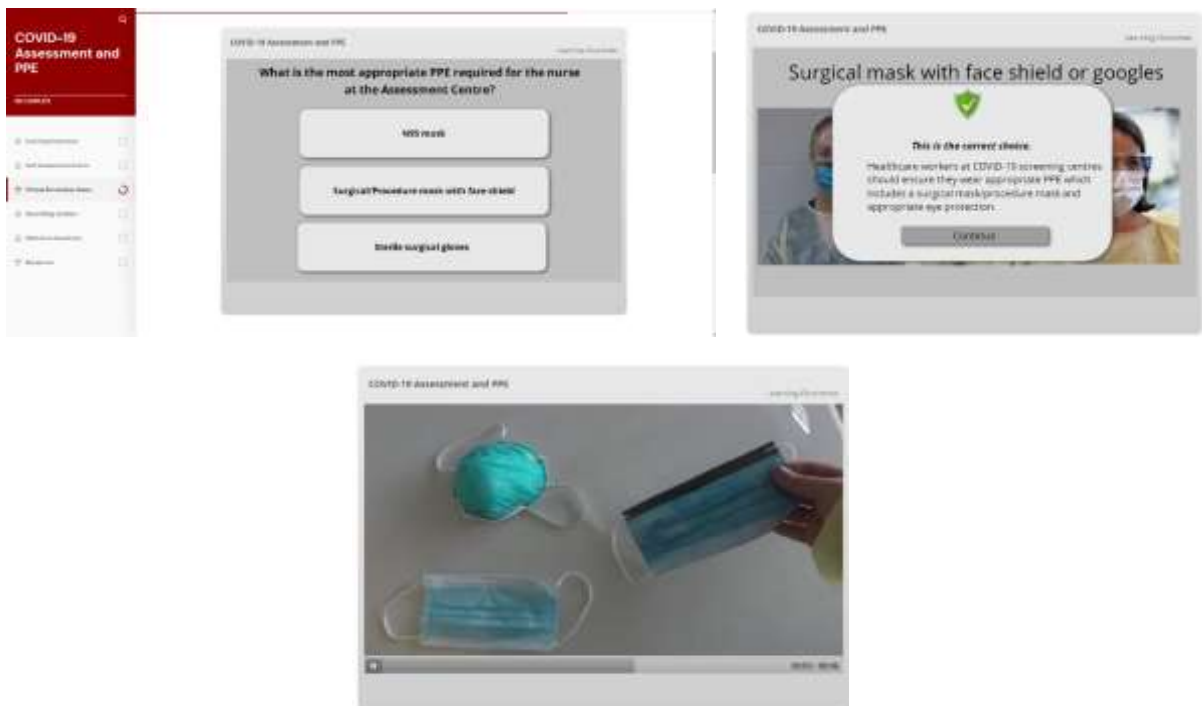 COVID-19
Assessment and
PPE
COVID-19 Assessment and PPE
What is the most appropriate PPE required for the nurse
at the Assessment Centre?
N95 mask
Surgical/Procedure mask with face shield
Sterile surgical gloves
COVID-19 Assessment and PPE
Surgical mask with face shield or googles
This is the correct choice.
Healthcare workers at COVID-19 screening centres
should ensure they wear appropriate PPE which
includes a surgical mask/procedure mask and
appropriate eye protection.
Continue
COVID-19 Assessment and PPE